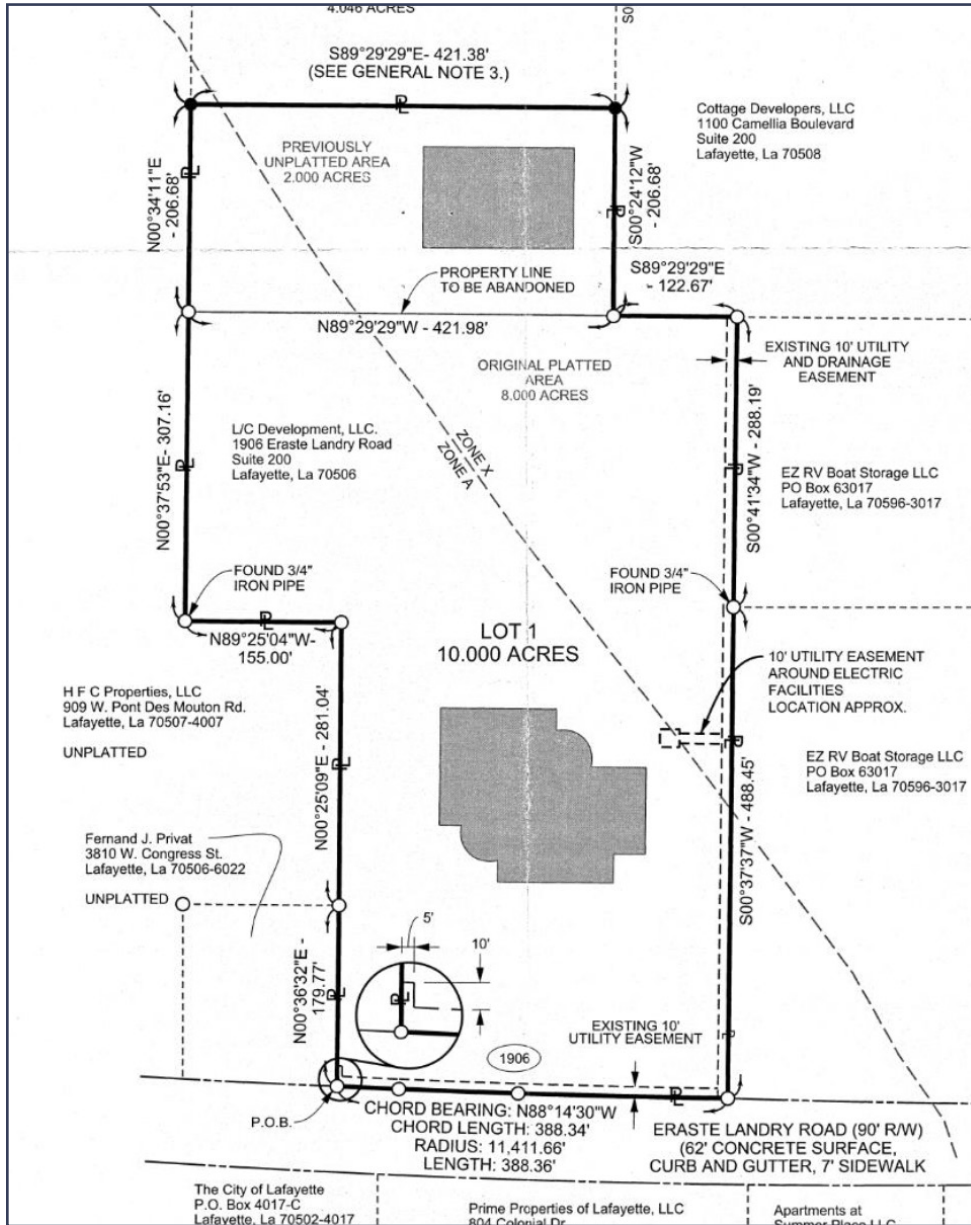 4.046 ACRES
S89°29'29"E- 421.38'
(SEE GENERAL NOTE 3.)
Cottage Developers, LLC
1100 Camellia Boulevard
Suite 200
Lafayette, La 70508
PREVIOUSLY
UNPLATTED AREA
2.000 ACRES
N00°34'11"E
- 206.68'
S00°24'12"W
- 206.68'
S89°29'29"E
- 122.67'
PROPERTY LINE
TO BE ABANDONED
N89°29'29"W - 421.98'
EXISTING 10' UTILITY
AND DRAINAGE
EASEMENT
ORIGINAL PLATTED
AREA
8.000 ACRES
N00°37'53"E- 307.16'
L/C Development, LLC.
1906 Eraste Landry Road
Suite 200
Lafayette, La 70506
ZONE X
ZONE A
S00°41'34"W - 288.19'
EZ RV Boat Storage LLC
PO Box 63017
Lafayette, La 70596-3017
FOUND 3/4"
IRON PIPE
FOUND 3/4"
IRON PIPE
N89°25'04"W-
155.00'
LOT 1
10.000 ACRES
10' UTILITY EASEMENT
AROUND ELECTRIC
FACILITIES
LOCATION APPROX.
H F C Properties, LLC
909 W. Pont Des Mouton Rd.
Lafayette, La 70507-4007
UNPLATTED
N00°25'09"E - 281.04'
S00°37'37"W - 488.45'
EZ RV Boat Storage LLC
PO Box 63017
Lafayette, La 70596-3017
Fernand J. Privat
3810 W. Congress St.
Lafayette, La 70506-6022
UNPLATTED
5'
10'
N00°36'32"E -
179.77'
EXISTING 10'
UTILITY EASEMENT
1906
P.O.B.
CHORD BEARING: N88°14'30"W
CHORD LENGTH: 388.34'
RADIUS: 11,411.66'
LENGTH: 388.36'
ERASTE LANDRY ROAD (90' R/W)
(62' CONCRETE SURFACE,
CURB AND GUTTER, 7' SIDEWALK
The City of Lafayette
P.O. Box 4017-C
Lafayette, La 70502-4017
Prime Properties of Lafayette, LLC
804 Colonial Dr
Apartments at
Summer Place LLC